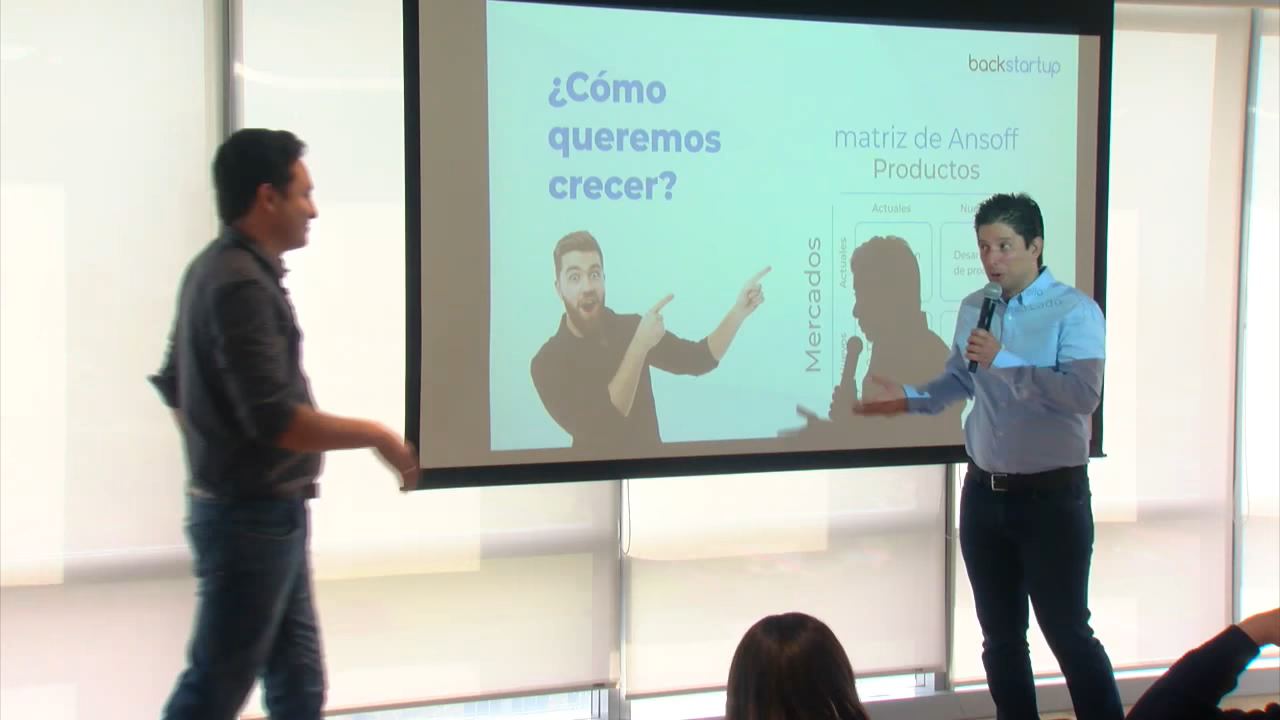 backstartup
¿Cómo
queremos
crecer?
matriz de Ansoff
Productos
Actuales
Mercados
Actuales